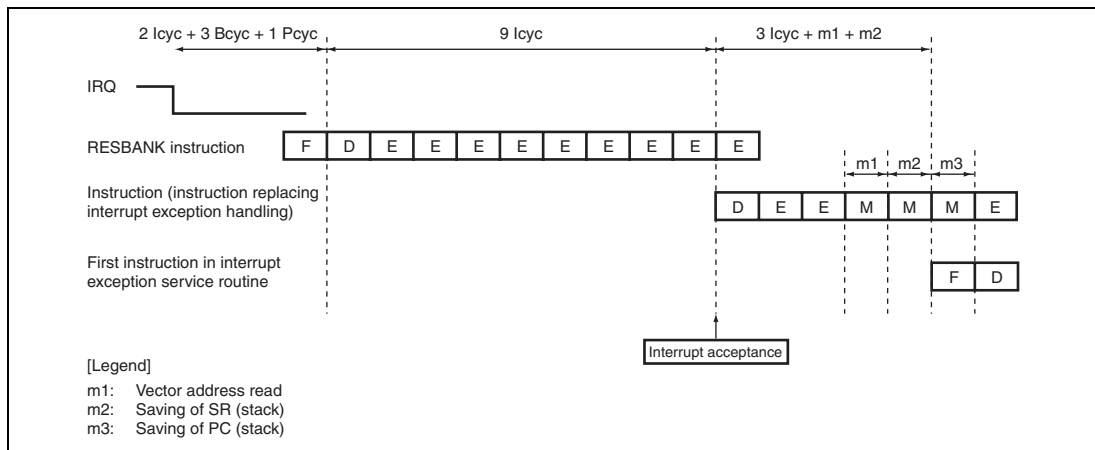 2 Icyc + 3 Bcyc + 1 Pcyc 9 Icyc 3 Icyc + m1 + m2
IRQ
RESBANK instruction F D E E E E E E E E E
m1 m2 m3
Instruction (instruction replacing
interrupt exception handling) D E E M M M E
First instruction in interrupt
exception service routine F D
Interrupt acceptance
[Legend]
m1: Vector address read
m2: Saving of SR (stack)
m3: Saving of PC (stack)